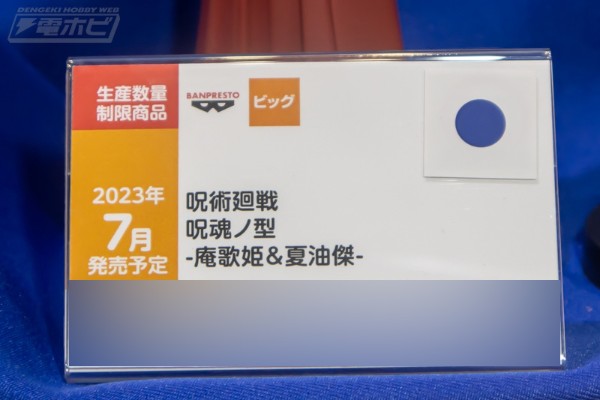 DENGEKI HOBBY WEB
電ホビ
生産数量
制限商品
BANPRESTO
ビッグ
2023年
7月
発売予定
呪術廻戦
呪魂ノ型
-庵歌姫&夏油傑-